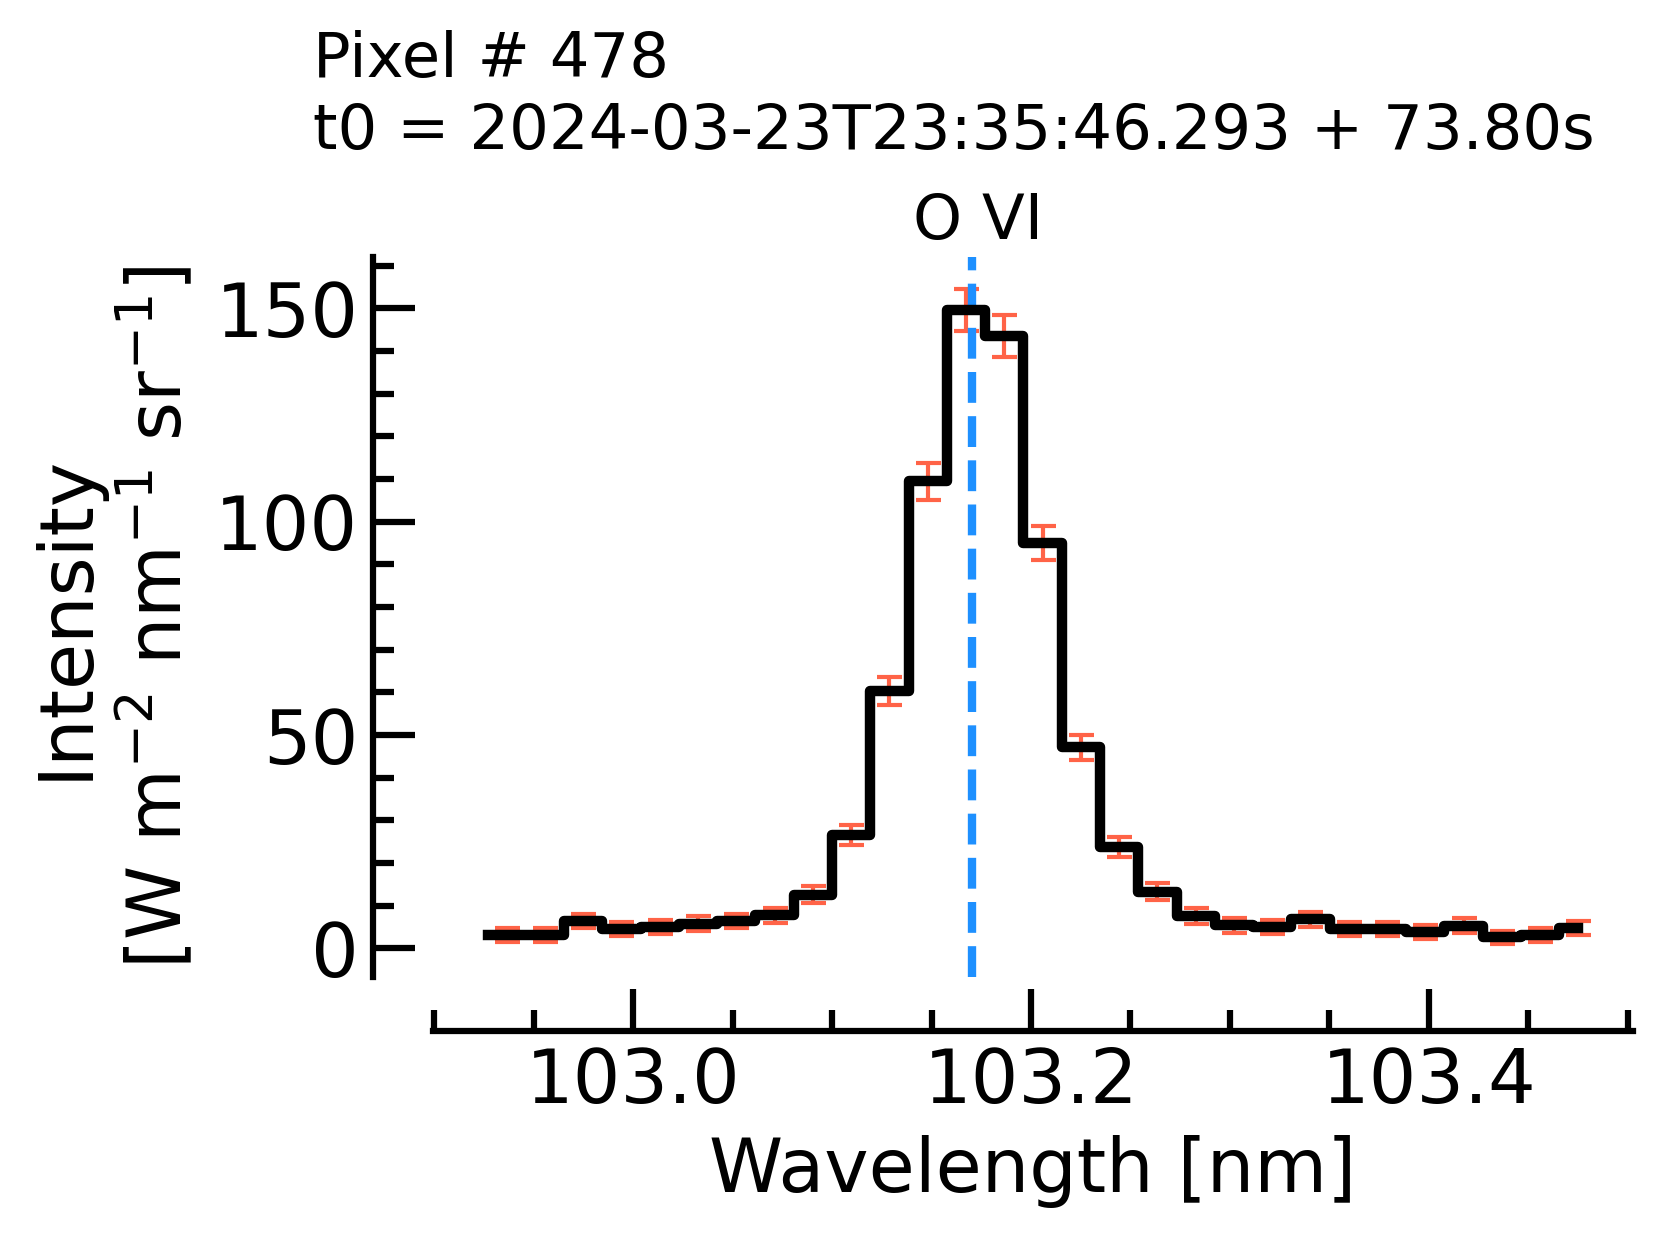 Pixel # 478
t0 = 2024-03-23T23:35:46.293 + 73.80s
O VI
Intensity
[W m⁻² nm⁻¹ sr⁻¹]
150
100
50
0
103.0 103.2 103.4
Wavelength [nm]